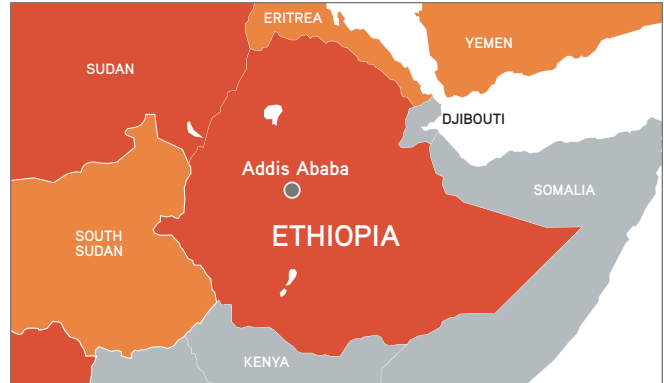 ERITREA
YEMEN
SUDAN
DJIBOUTI
Addis Ababa
SOMALIA
ETHIOPIA
SOUTH
SUDAN
KENYA